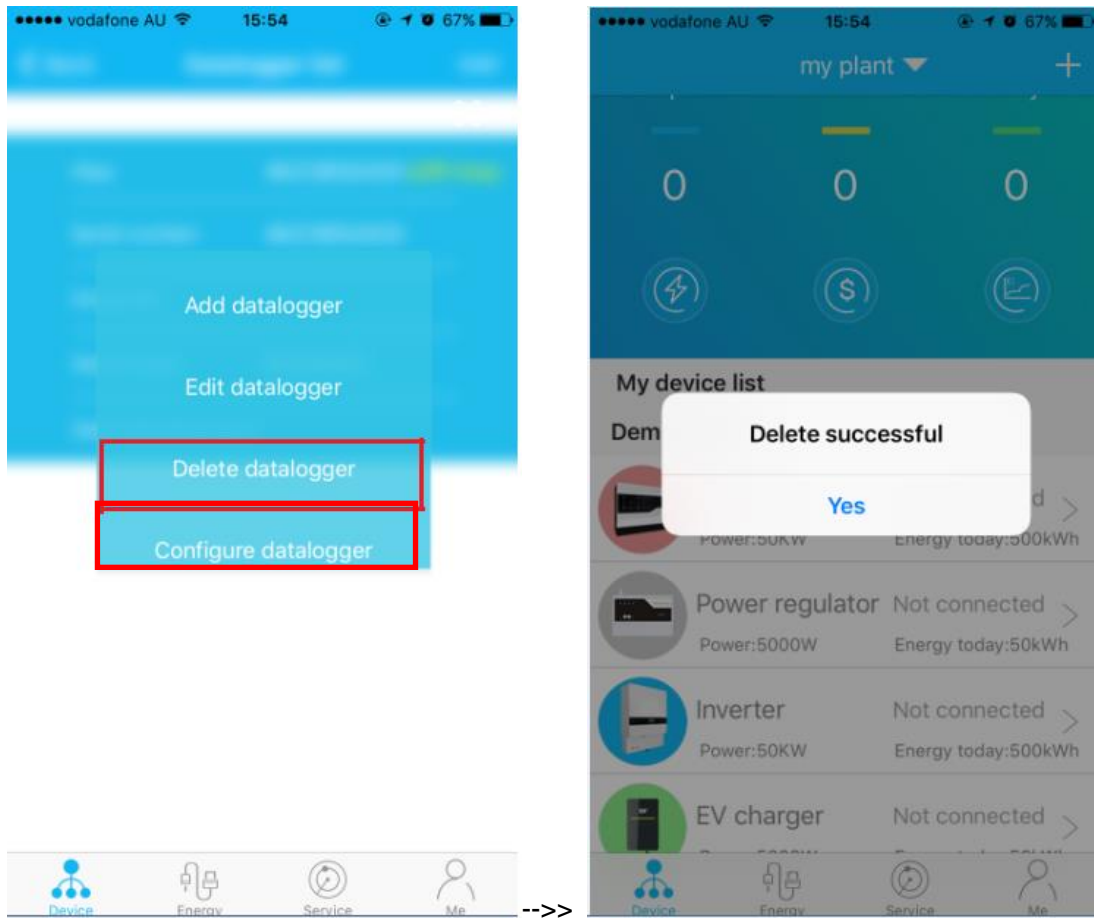 vodafone AU 15:54 67%
Add datalogger
Edit datalogger
Delete datalogger
Configure datalogger
Device Energy Service Me
-->>
vodafone AU 15:54 67%
my plant
0 0 0
My device list
Dem
Delete successful
Yes
d
Power:50KW Energy today:500kWh
Power regulator Not connected
Power:5000W Energy today:50kWh
Inverter Not connected
Power:50KW Energy today:500kWh
EV charger Not connected
Device Energy Service Me